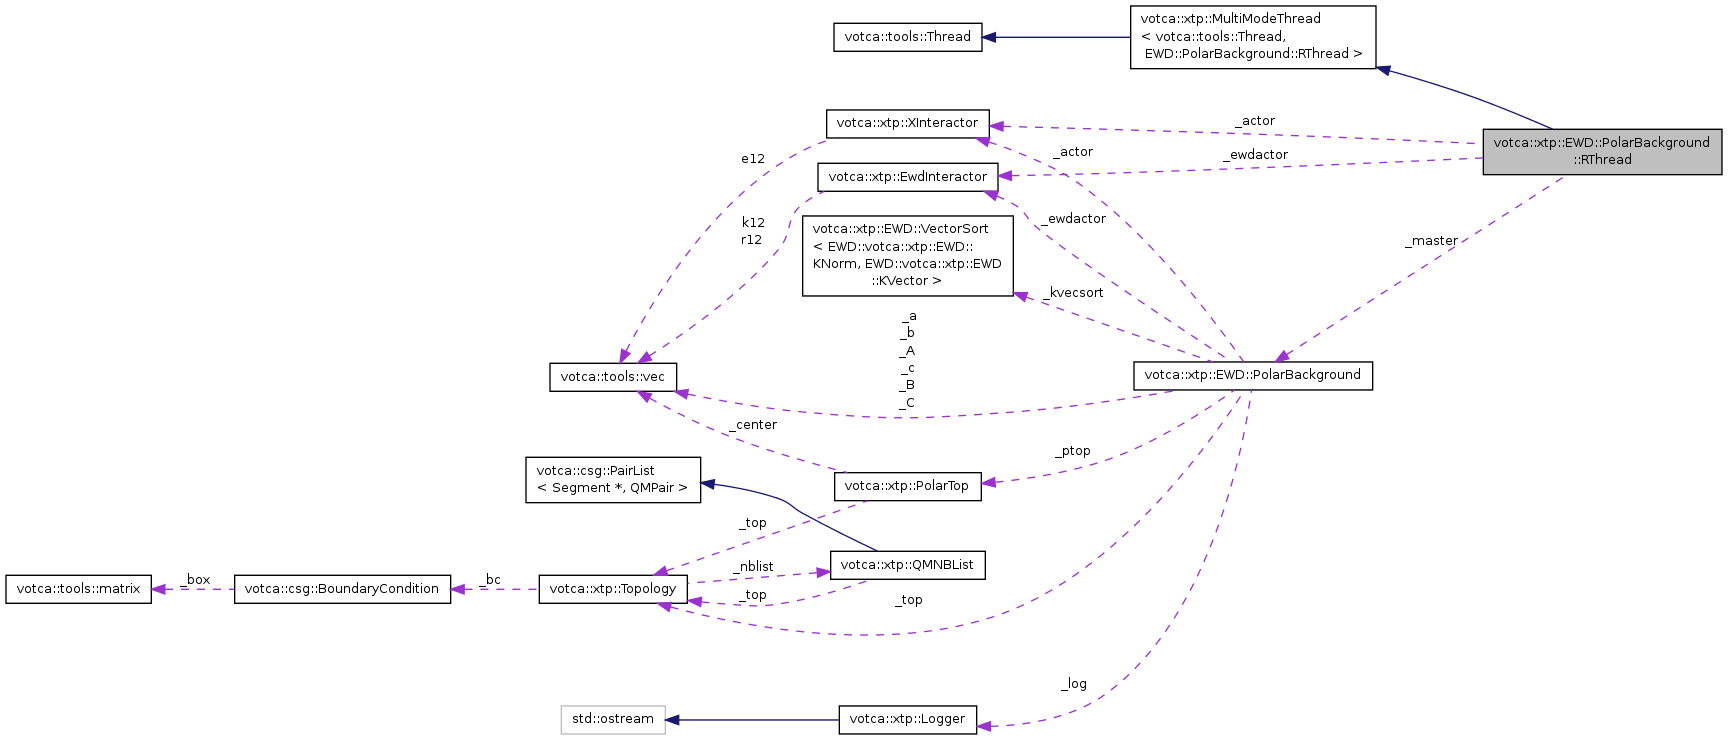 votca::xtp::MultiModeThread
< votca::tools::Thread,
EWD::PolarBackground::RThread >
votca::tools::Thread
votca::xtp::XInteractor
_actor
votca::xtp::EWD::PolarBackground
::RThread
_actor
e12
_ewdactor
votca::xtp::EwdInteractor
k12
r12
_ewdactor
votca::xtp::EWD::VectorSort
< EWD::votca::xtp::EWD::
KNorm, EWD::votca::xtp::EWD
::KVector >
_master
_kvecsort
_a
_b
_A
_c
_B
_C
votca::tools::vec
votca::xtp::EWD::PolarBackground
_center
_ptop
votca::csg::PairList
< Segment *, QMPair >
votca::xtp::PolarTop
_top
votca::xtp::QMNBList
_nblist
votca::tools::matrix
_box
votca::csg::BoundaryCondition
_bc
votca::xtp::Topology
_top
_top
_log
std::ostream
votca::xtp::Logger